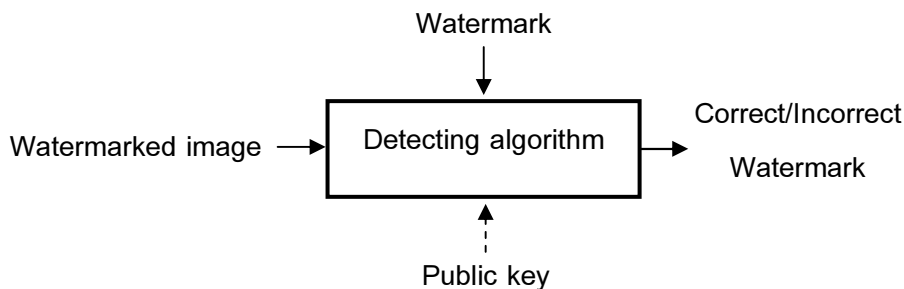 Watermark
Watermarked image
Detecting algorithm
Correct/Incorrect
Watermark
Public key